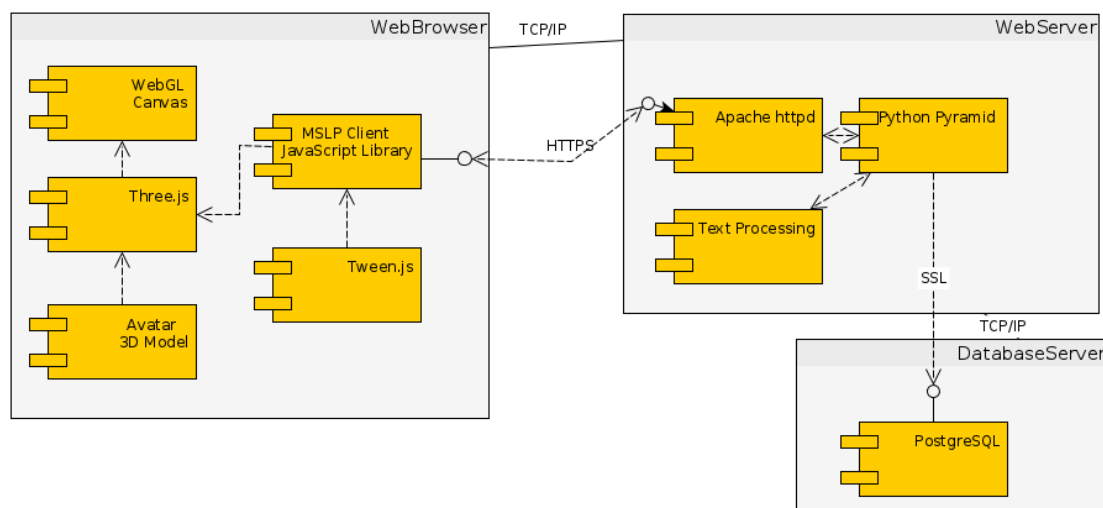 WebBrowser
TCP/IP
WebServer
WebGL
Canvas
MSLP Client
JavaScript Library
HTTPS
Apache httpd
Python Pyramid
Three.js
Text Processing
Tween.js
SSL
Avatar
3D Model
TCP/IP
DatabaseServer
PostgreSQL